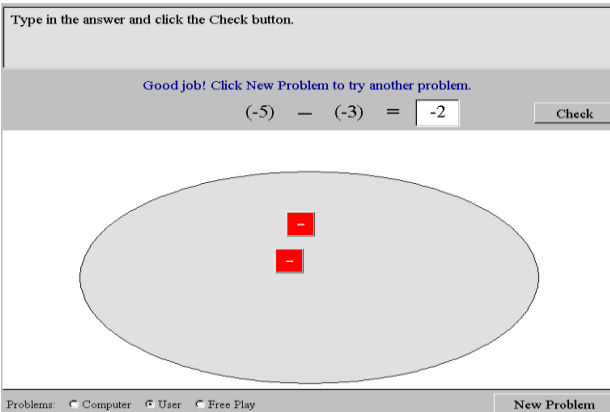 Type in the answer and click the Check button.
Good job! Click New Problem to try another problem.
(-5) – (-3) = -2 Check
–
–
Problems: Computer User Free Play New Problem